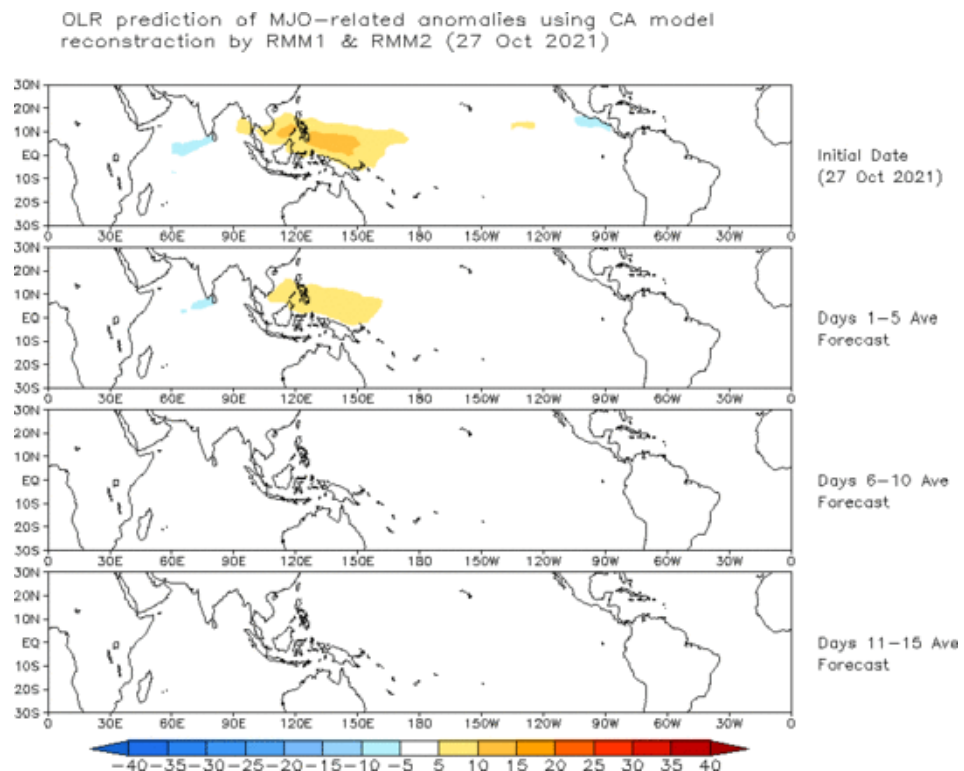 OLR prediction of MJO-related anomalies using CA model
reconstraction by RMM1 & RMM2 (27 Oct 2021)
30N
20N
10N
EQ
10S
20S
30S
0 30E 60E 90E 120E 150E 180 150W 120W 90W 60W 30W 0
Initial Date
(27 Oct 2021)
30N
20N
10N
EQ
10S
20S
30S
0 30E 60E 90E 120E 150E 180 150W 120W 90W 60W 30W 0
Days 1-5 Ave
Forecast
30N
20N
10N
EQ
10S
20S
30S
0 30E 60E 90E 120E 150E 180 150W 120W 90W 60W 30W 0
Days 6-10 Ave
Forecast
30N
20N
10N
EQ
10S
20S
30S
0 30E 60E 90E 120E 150E 180 150W 120W 90W 60W 30W 0
Days 11-15 Ave
Forecast
-40 -35 -30 -25 -20 -15 -10 -5 5 10 15 20 25 30 35 40